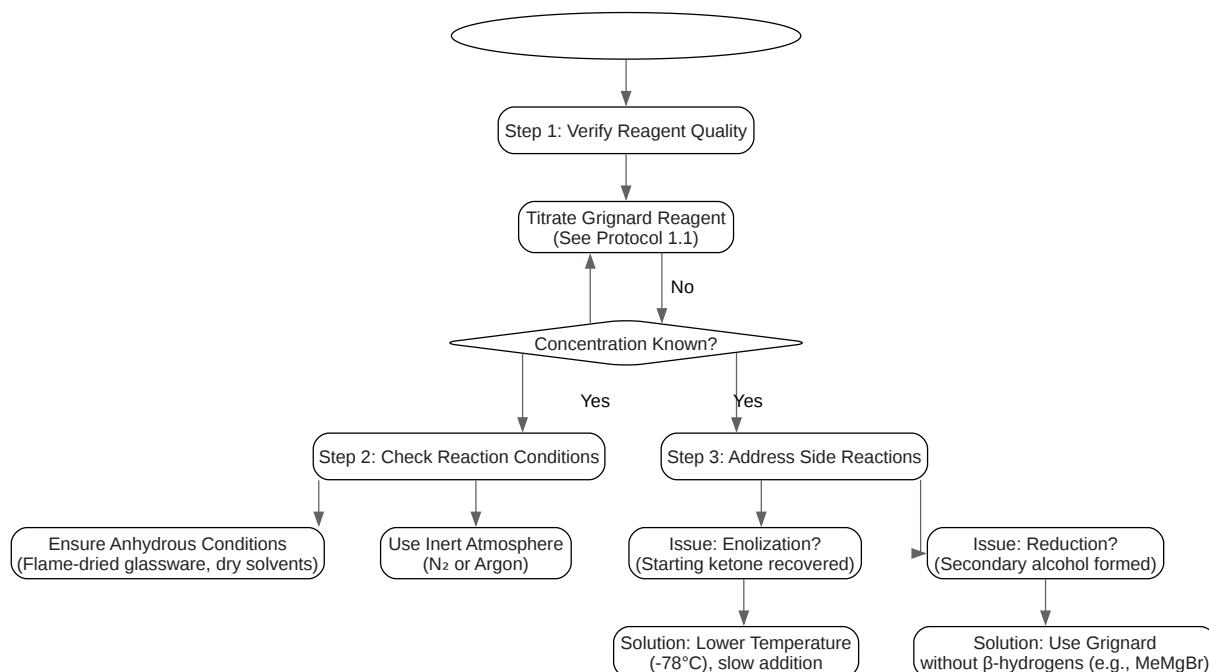 Step 1: Verify Reagent Quality
Titrate Grignard Reagent
(See Protocol 1.1)
No
Concentration Known?
Yes
Yes
Step 2: Check Reaction Conditions
Step 3: Address Side Reactions
Ensure Anhydrous Conditions
(Flame-dried glassware, dry solvents)
Use Inert Atmosphere
(N₂ or Argon)
Issue: Enolization?
(Starting ketone recovered)
Issue: Reduction?
(Secondary alcohol formed)
Solution: Lower Temperature
(-78°C), slow addition
Solution: Use Grignard
without β-hydrogens (e.g., MeMgBr)